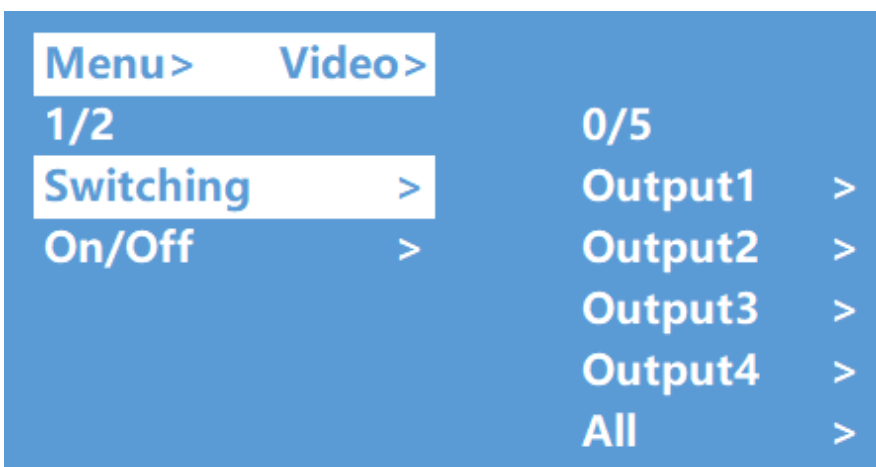 Menu> Video>
1/2 0/5
Switching > Output1 >
On/Off > Output2 >
Output3 >
Output4 >
All >